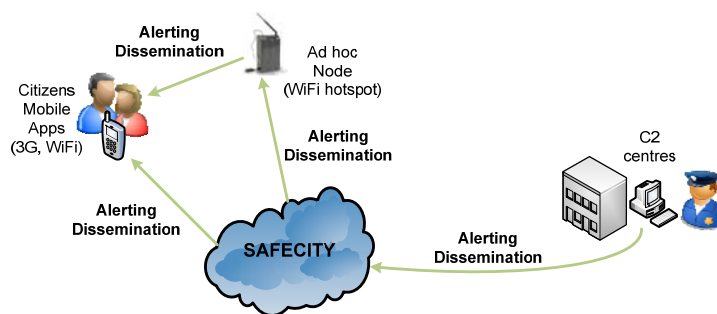 Alerting
Dissemination
Ad hoc
Node
(WiFi hotspot)
Citizens
Mobile
Apps
(3G, WiFi)
Alerting
Dissemination
C2
centres
Alerting
Dissemination
SAFECITY
Alerting
Dissemination